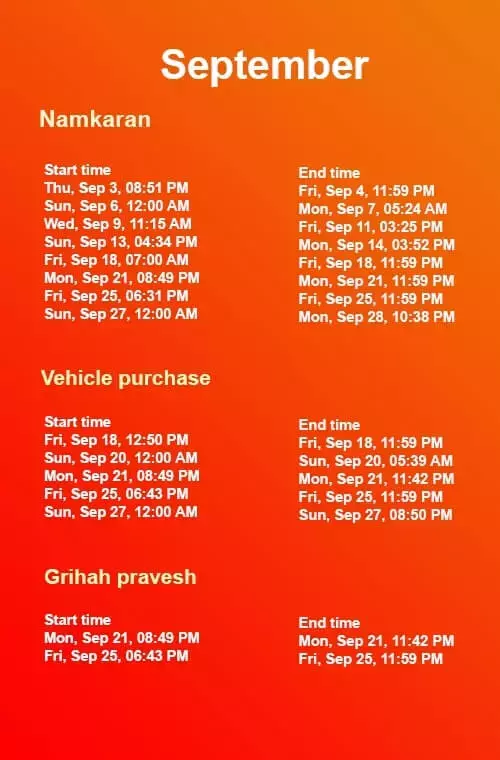 September
Namkaran
Start time
Thu, Sep 3, 08:51 PM
Sun, Sep 6, 12:00 AM
Wed, Sep 9, 11:15 AM
Sun, Sep 13, 04:34 PM
Fri, Sep 18, 07:00 AM
Mon, Sep 21, 08:49 PM
Fri, Sep 25, 06:31 PM
Sun, Sep 27, 12:00 AM
End time
Fri, Sep 4, 11:59 PM
Mon, Sep 7, 05:24 AM
Fri, Sep 11, 03:25 PM
Mon, Sep 14, 03:52 PM
Fri, Sep 18, 11:59 PM
Mon, Sep 21, 11:59 PM
Fri, Sep 25, 11:59 PM
Mon, Sep 28, 10:38 PM
Vehicle purchase
Start time
Fri, Sep 18, 12:50 PM
Sun, Sep 20, 12:00 AM
Mon, Sep 21, 08:49 PM
Fri, Sep 25, 06:43 PM
Sun, Sep 27, 12:00 AM
End time
Fri, Sep 18, 11:59 PM
Sun, Sep 20, 05:39 AM
Mon, Sep 21, 11:42 PM
Fri, Sep 25, 11:59 PM
Sun, Sep 27, 08:50 PM
Grihah pravesh
Start time
Mon, Sep 21, 08:49 PM
Fri, Sep 25, 06:43 PM
End time
Mon, Sep 21, 11:42 PM
Fri, Sep 25, 11:59 PM